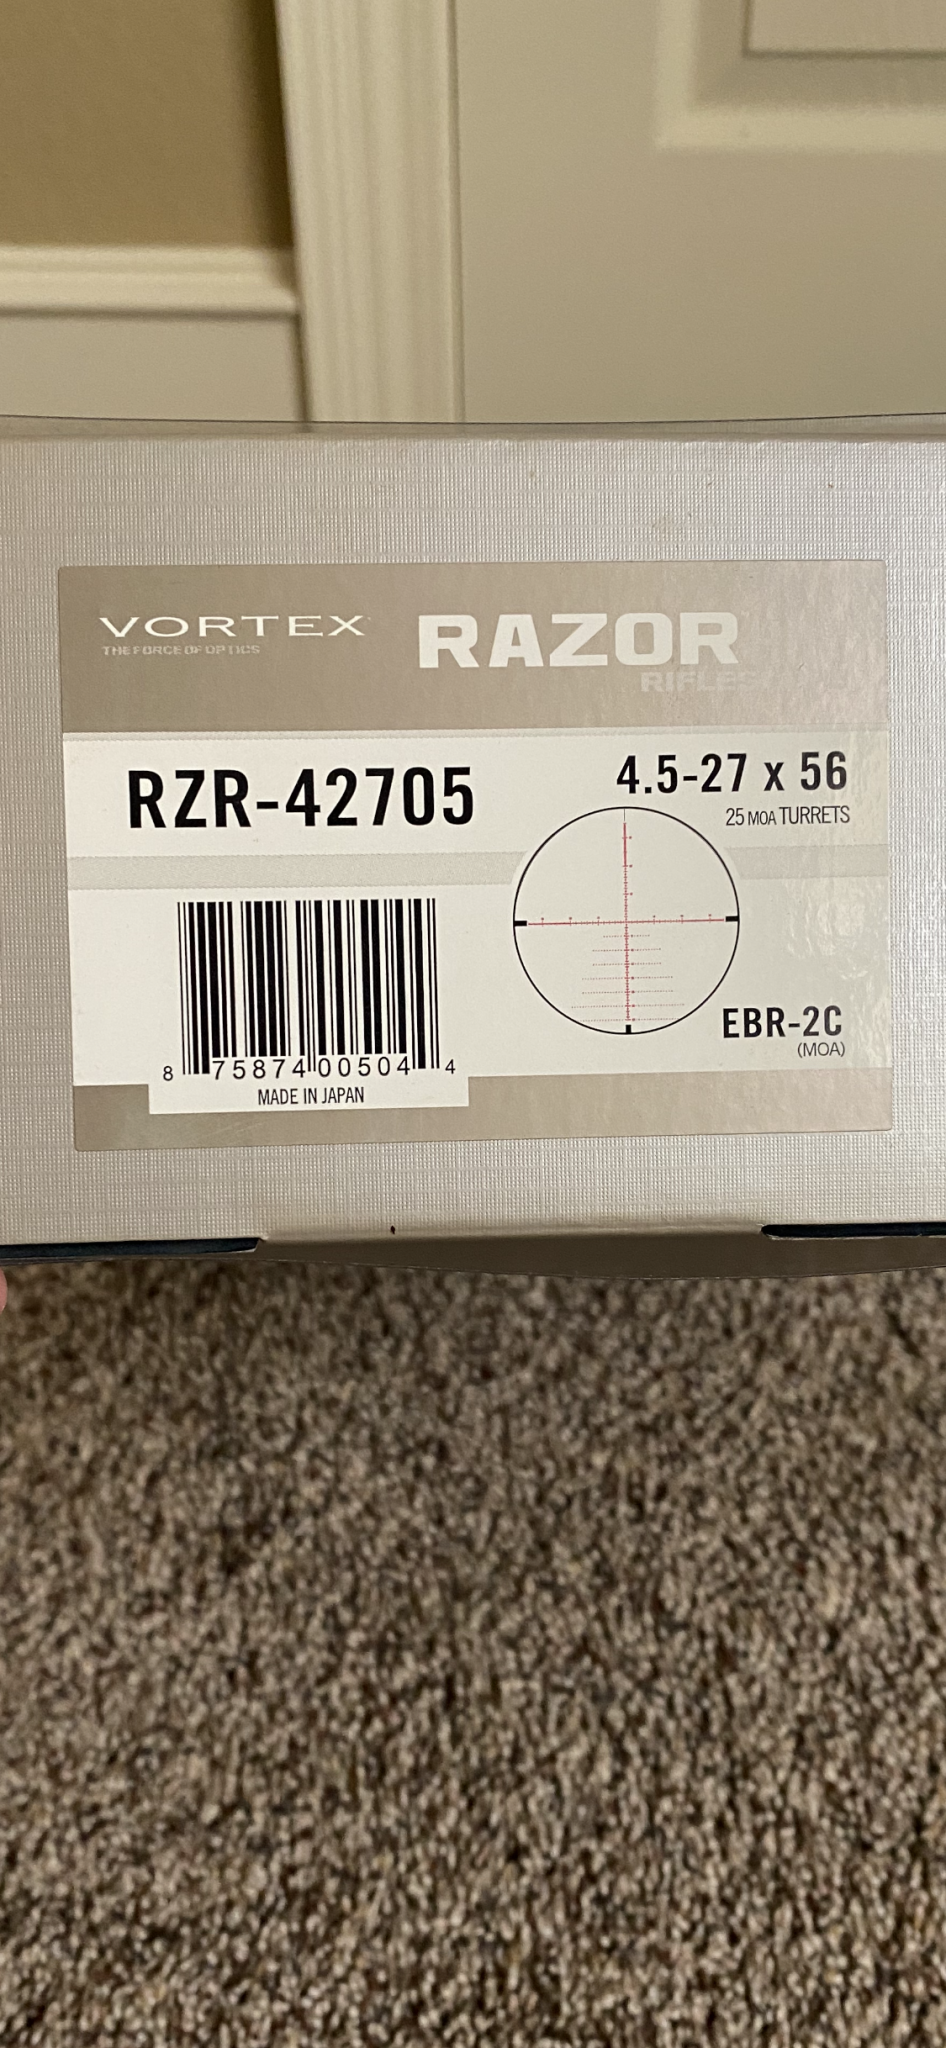 VORTEX
THE FORCE OF OPTICS
RAZOR
RZR-42705
4.5-27 x 56
25 MOA TURRETS
8 75874 00504 4
MADE IN JAPAN
EBR-2C
(MOA)